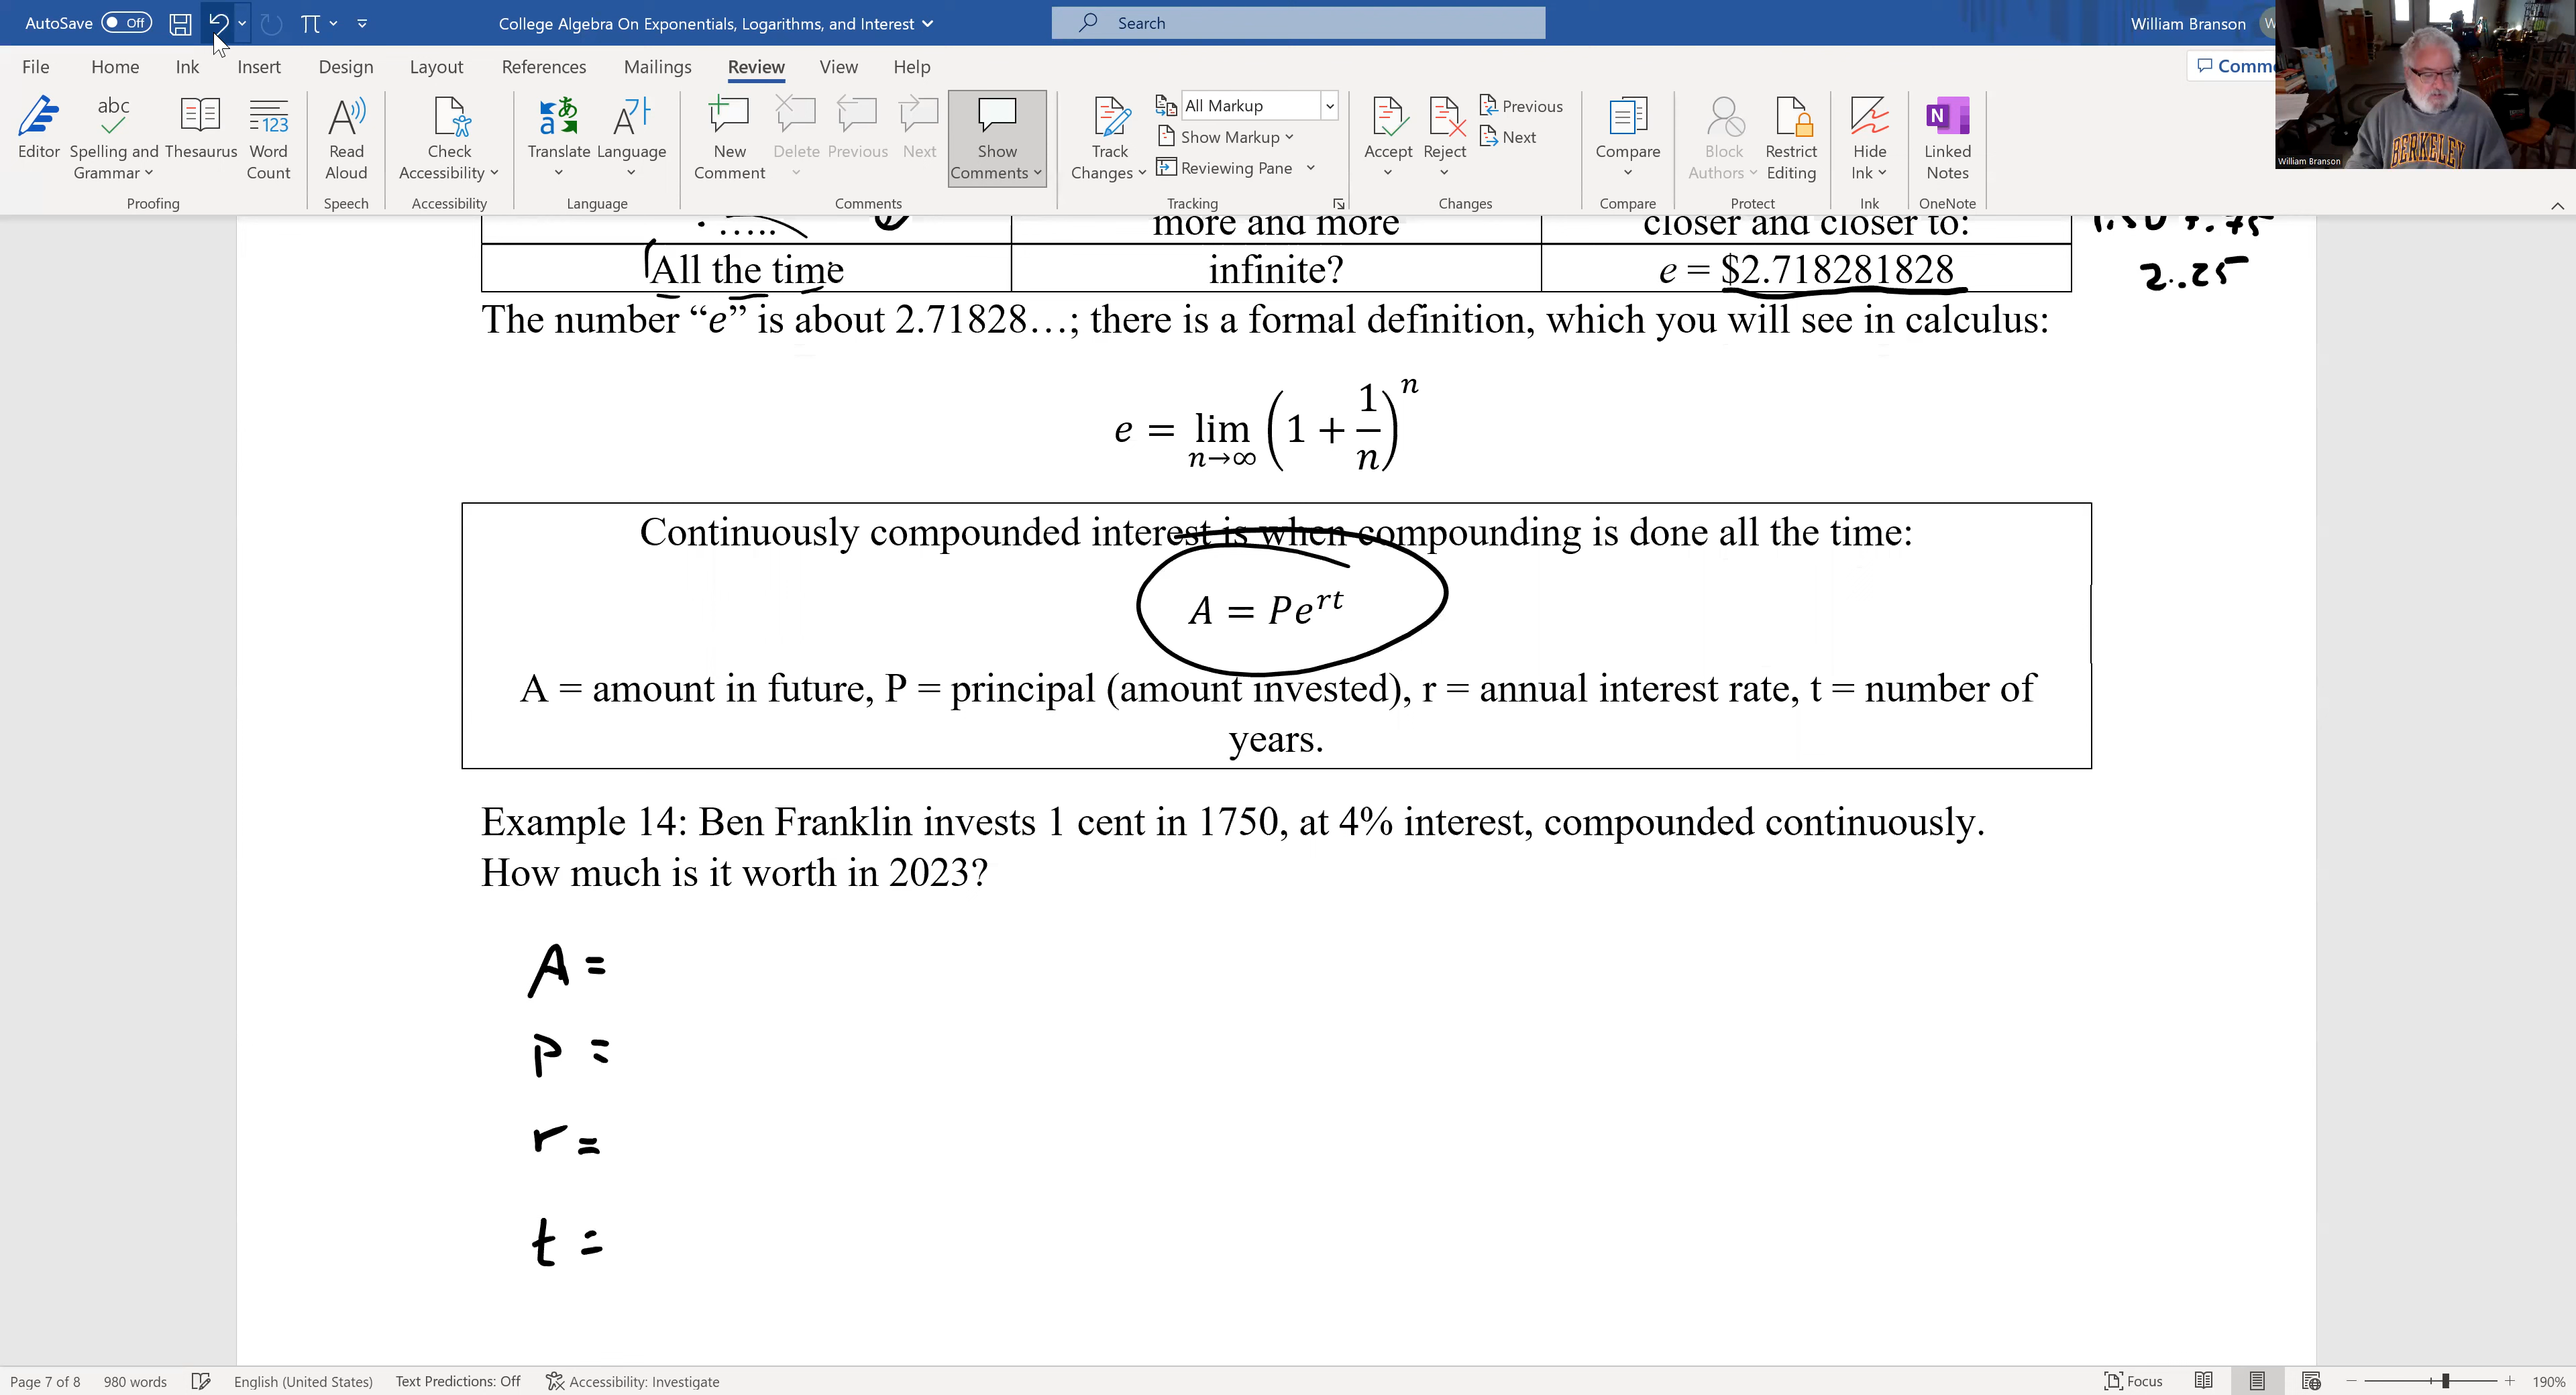 AutoSave Off College Algebra On Exponentials, Logarithms, and Interest Search William Branson
File Home Ink Insert Design Layout References Mailings Review View Help
Editor
abc Spelling and Grammar
Thesaurus
123 Word Count
Proofing
Read Aloud
Speech
Check Accessibility
Accessibility
Translate
Language
Language
New Comment
Delete
Previous
Next
Show Comments
Comments
Track Changes
All Markup
Show Markup
Reviewing Pane
Tracking
Accept
Reject
Previous
Next
Changes
Compare
Compare
Block Authors
Restrict Editing
Protect
Hide Ink
Ink
Linked Notes
OneNote
BERKELEY
William Branson
..... more and more closer and closer to:
All the time infinite? e = $2.718281828
2.25
The number “e” is about 2.71828…; there is a formal definition, which you will see in calculus:
e = lim n→∞ (1 + 1/n)^n
Continuously compounded interest is when compounding is done all the time:
A = Pe^rt
A = amount in future, P = principal (amount invested), r = annual interest rate, t = number of
years.
Example 14: Ben Franklin invests 1 cent in 1750, at 4% interest, compounded continuously.
How much is it worth in 2023?
A =
P =
r =
t =
Page 7 of 8 980 words English (United States) Text Predictions: Off Accessibility: Investigate Focus 190%